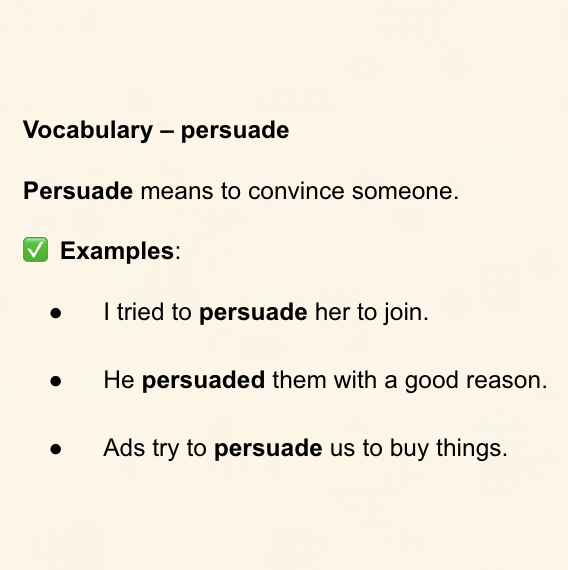 Vocabulary – persuade
Persuade means to convince someone.
✅ Examples:
● I tried to persuade her to join.
● He persuaded them with a good reason.
● Ads try to persuade us to buy things.